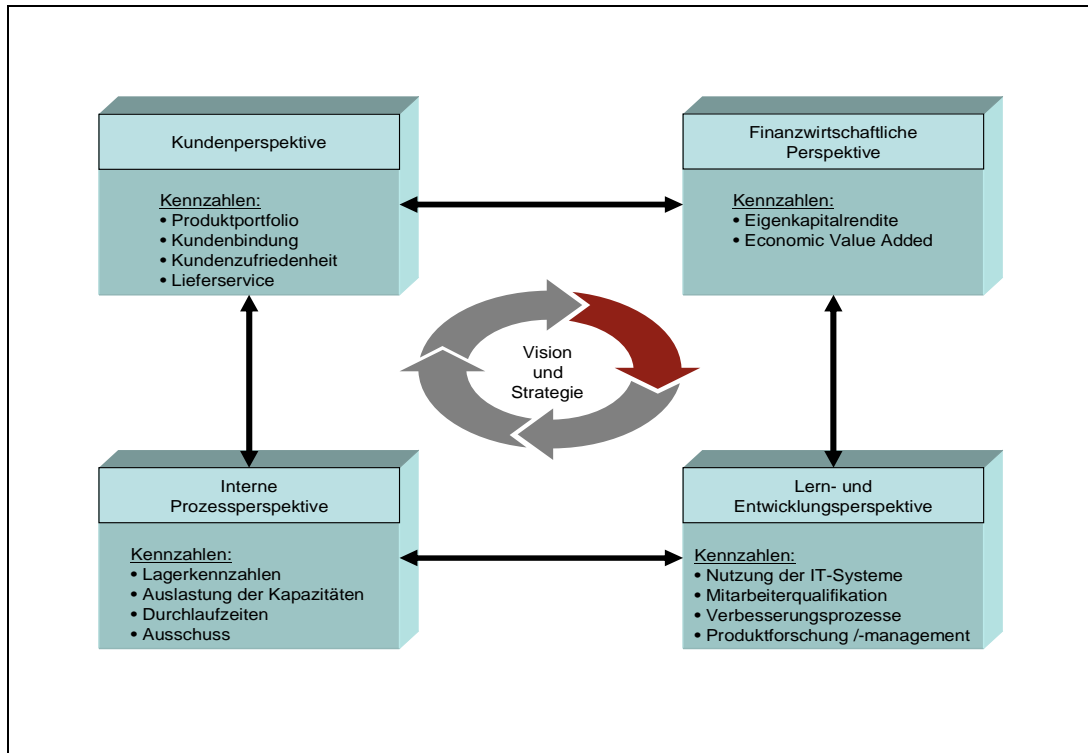 Kundenperspektive
Kennzahlen:
• Produktportfolio
• Kundenbindung
• Kundenzufriedenheit
• Lieferservice
Finanzwirtschaftliche
Perspektive
Kennzahlen:
• Eigenkapitalrendite
• Economic Value Added
Vision
und
Strategie
Interne
Prozessperspektive
Kennzahlen:
• Lagerkennzahlen
• Auslastung der Kapazitäten
• Durchlaufzeiten
• Ausschuss
Lern- und
Entwicklungsperspektive
Kennzahlen:
• Nutzung der IT-Systeme
• Mitarbeiterqualifikation
• Verbesserungsprozesse
• Produktforschung /-management